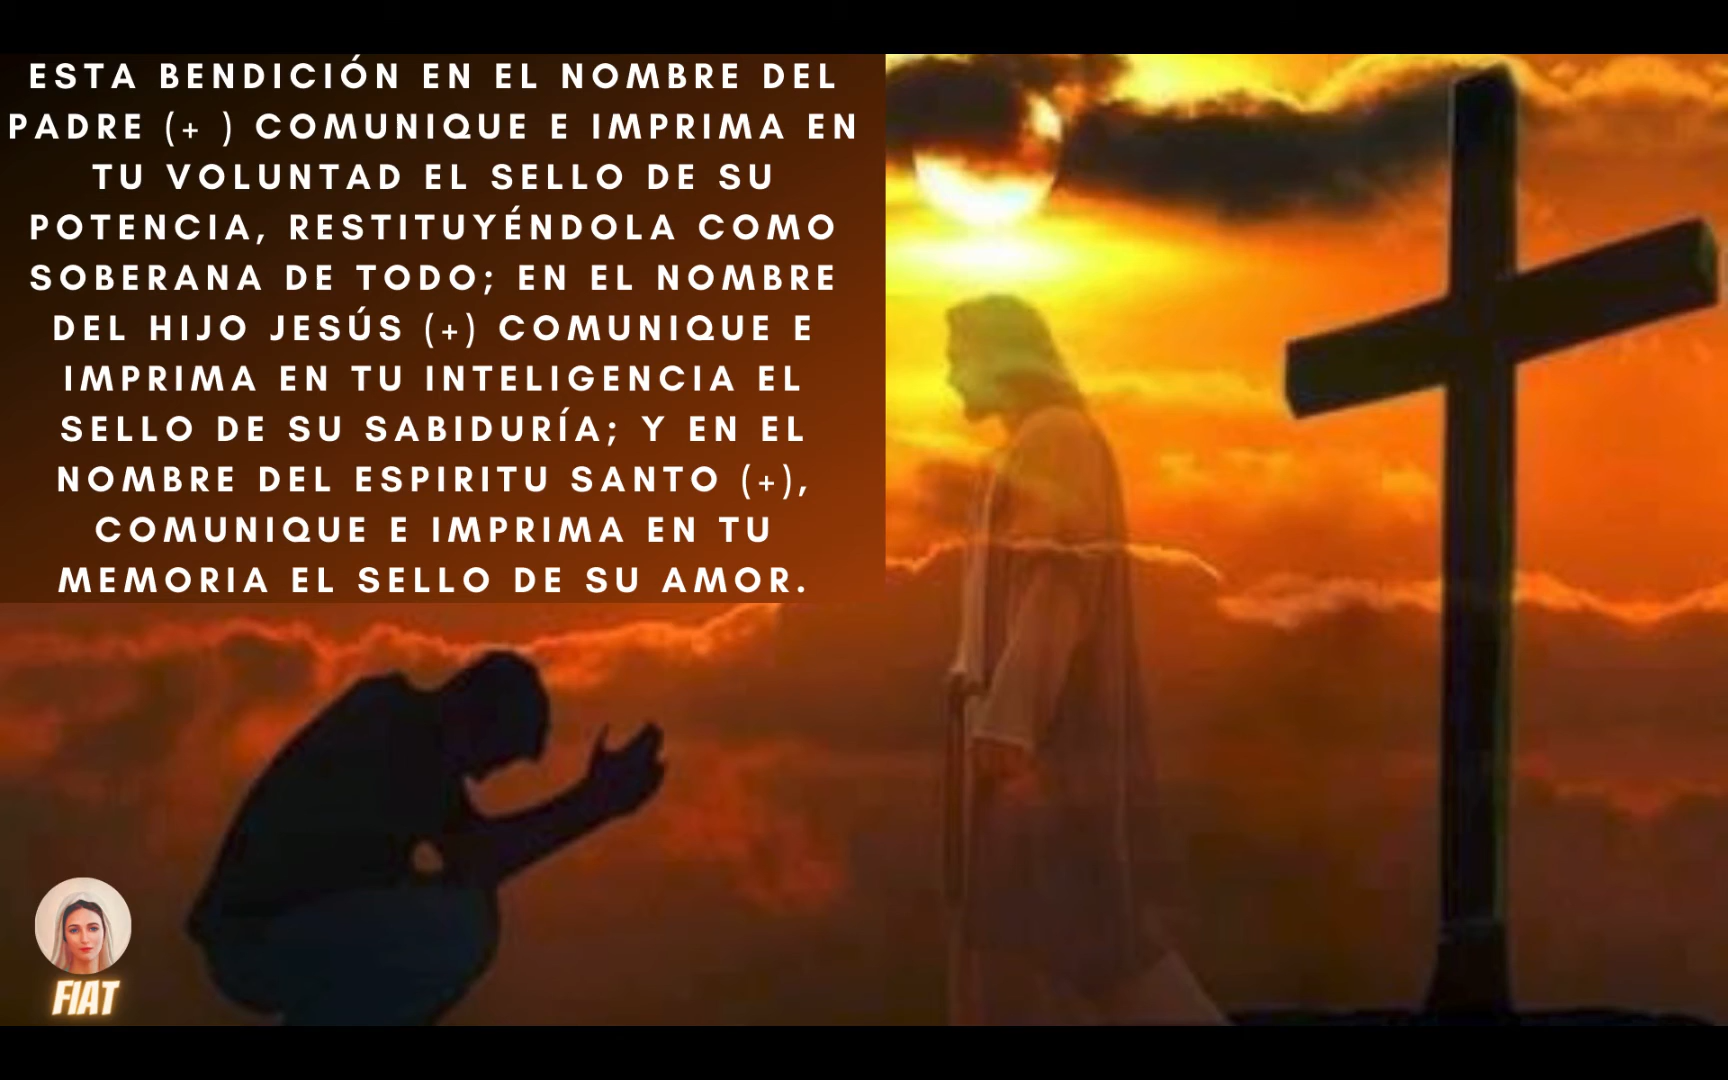 ESTA BENDICIÓN EN EL NOMBRE DEL
PADRE (+ ) COMUNIQUE E IMPRIMA EN
TU VOLUNTAD EL SELLO DE SU
POTENCIA, RESTITUYÉNDOLA COMO
SOBERANA DE TODO; EN EL NOMBRE
DEL HIJO JESÚS (+) COMUNIQUE E
IMPRIMA EN TU INTELIGENCIA EL
SELLO DE SU SABIDURÍA; Y EN EL
NOMBRE DEL ESPIRITU SANTO (+),
COMUNIQUE E IMPRIMA EN TU
MEMORIA EL SELLO DE SU AMOR.
FIAT